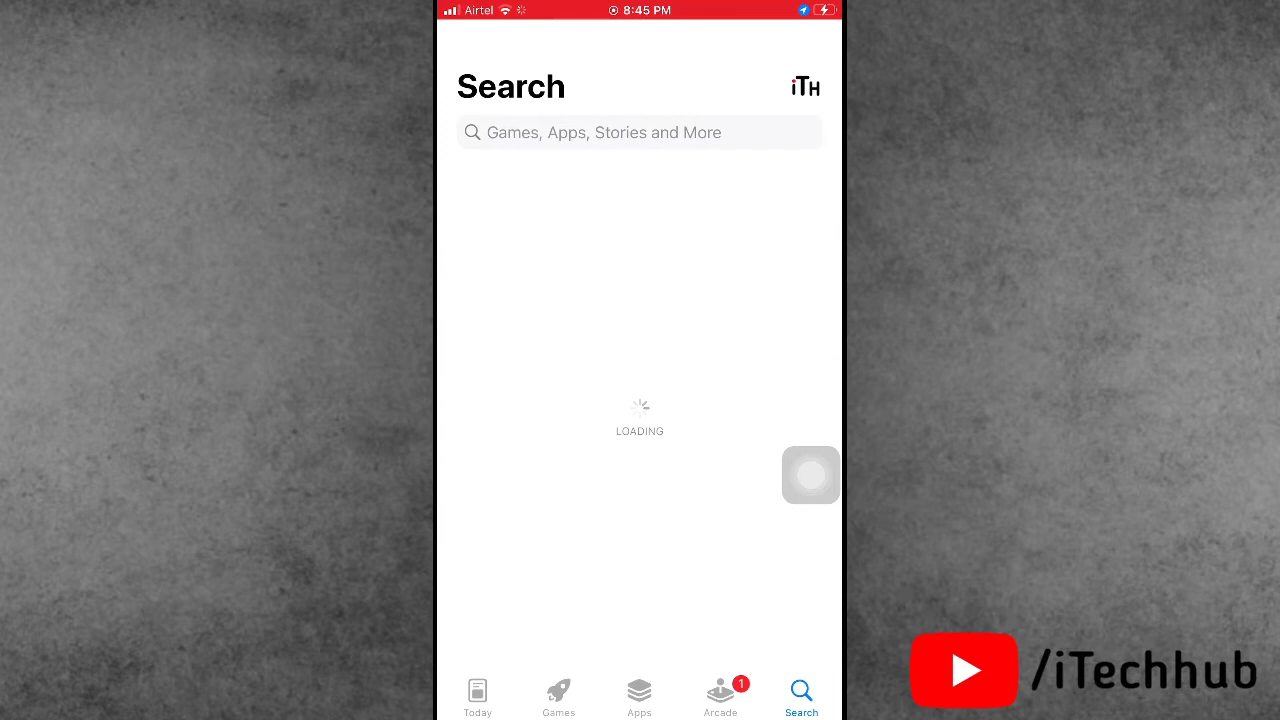 Airtel 8:45 PM
Search iTH
Games, Apps, Stories and More
LOADING
1
Today Games Apps Arcade Search
/iTechhub